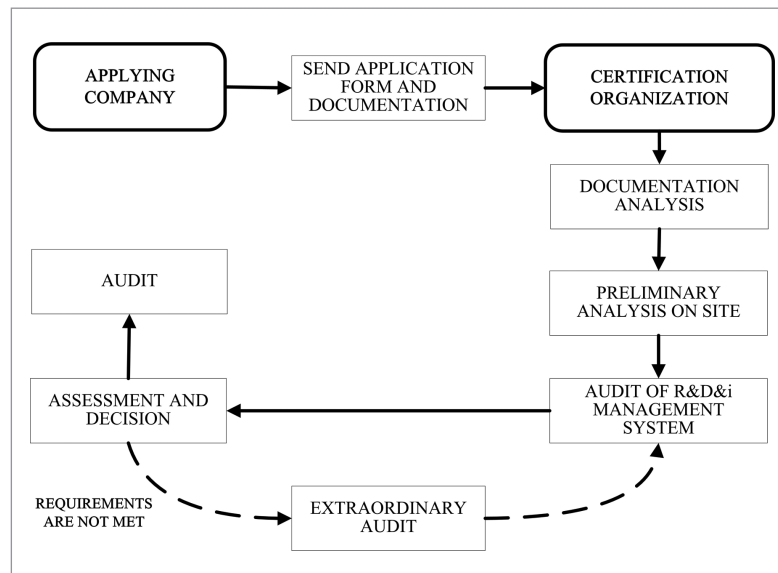 APPLYING
COMPANY
SEND APPLICATION
FORM AND
DOCUMENTATION
CERTIFICATION
ORGANIZATION
DOCUMENTATION
ANALYSIS
PRELIMINARY
ANALYSIS ON SITE
AUDIT OF R&D&i
MANAGEMENT
SYSTEM
ASSESSMENT AND
DECISION
AUDIT
REQUIREMENTS
ARE NOT MET
EXTRAORDINARY
AUDIT